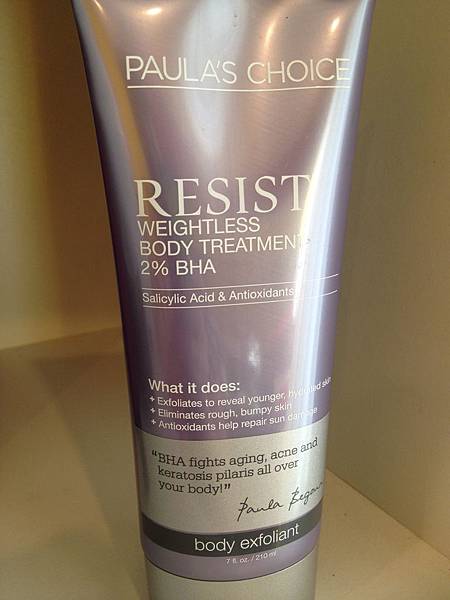 PAULA'S CHOICE
RESIST
WEIGHTLESS
BODY TREATMENT
2% BHA
Salicylic Acid & Antioxidants
What it does:
+ Exfoliates to reveal younger, hydrated skin
+ Eliminates rough, bumpy skin
+ Antioxidants help repair sun damage
"BHA fights aging, acne and
keratosis pilaris all over
your body!"
Paula Begoun
body exfoliant
7 fl. oz. / 210 ml